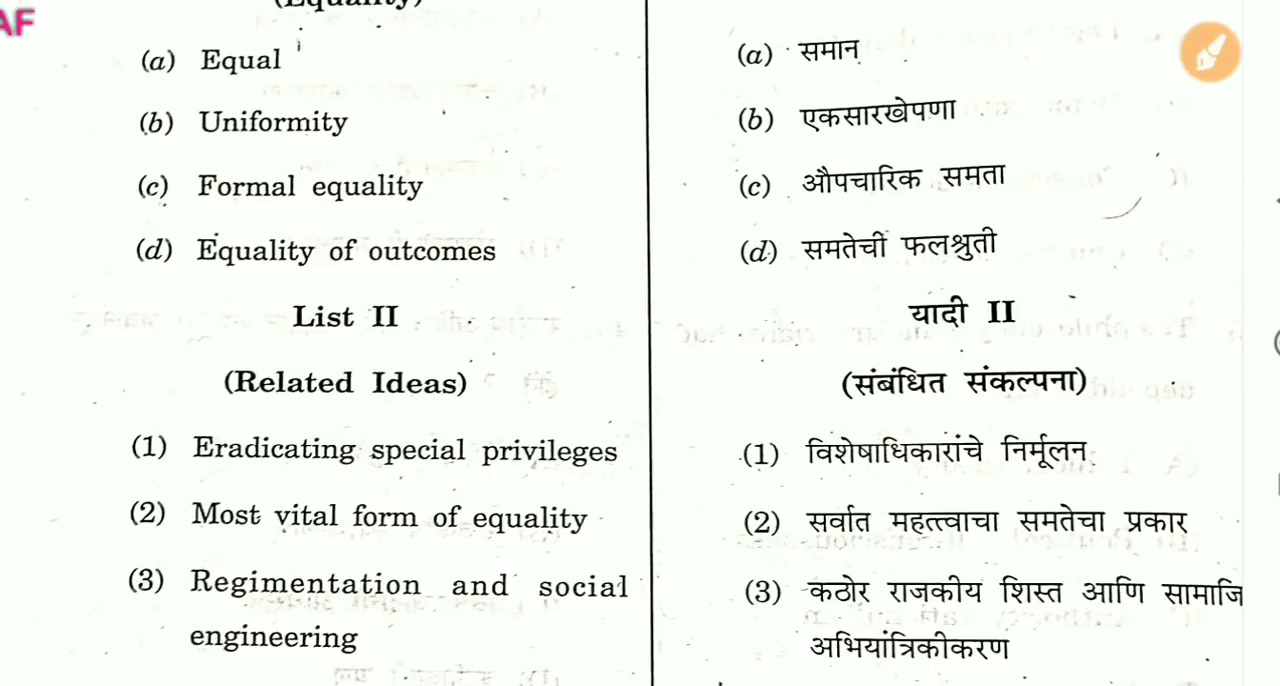 AF
(Equality)
(a) Equal
(b) Uniformity
(c) Formal equality
(d) Equality of outcomes
List II
(Related Ideas)
(1) Eradicating special privileges
(2) Most vital form of equality
(3) Regimentation and social
engineering
(a) समान
(b) एकसारखेपणा
(c) औपचारिक समता
(d) समतेची फलश्रुती
यादी II
(संबंधित संकल्पना)
(1) विशेषाधिकारांचे निर्मूलन
(2) सर्वात महत्त्वाचा समतेचा प्रकार
(3) कठोर राजकीय शिस्त आणि सामाजि
अभियांत्रिकीकरण